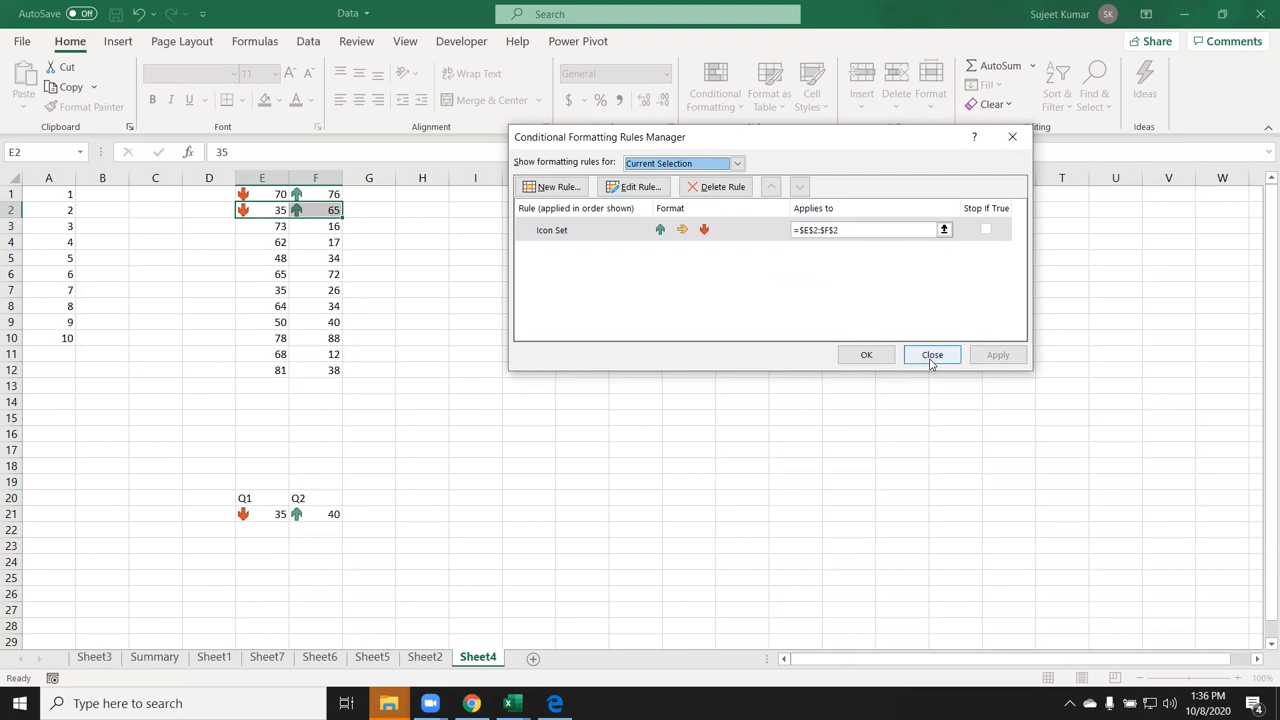 AutoSave Off Data Search Sujeet Kumar SK
File Home Insert Page Layout Formulas Data Review View Developer Help Power Pivot Share Comments
Paste Cut Copy Format Painter
11 Wrap Text Merge & Center General
Conditional Formatting Format as Table Cell Styles Insert Delete Format
AutoSum Fill Clear Sort & Filter Find & Select Ideas
Clipboard Font Alignment Ideas
E2 fx 35
Conditional Formatting Rules Manager ?
Show formatting rules for: Current Selection
New Rule... Edit Rule... Delete Rule
Rule (applied in order shown) Format Applies to Stop If True
Icon Set =$E$2:$F$2
OK Close Apply
A B C D E F G H I T U V W
1 1 70 76
2 2 35 65
3 3 73 16
4 4 62 17
5 5 48 34
6 6 65 72
7 7 35 26
8 8 64 34
9 9 50 40
10 10 78 88
11 68 12
12 81 38
13
14
15
16
17
18
19
20 Q1 Q2
21 35 40
22
23
24
25
26
27
28
29
Sheet3 Summary Sheet1 Sheet7 Sheet6 Sheet5 Sheet2 Sheet4
Ready 100%
Type here to search
1:36 PM
10/8/2020